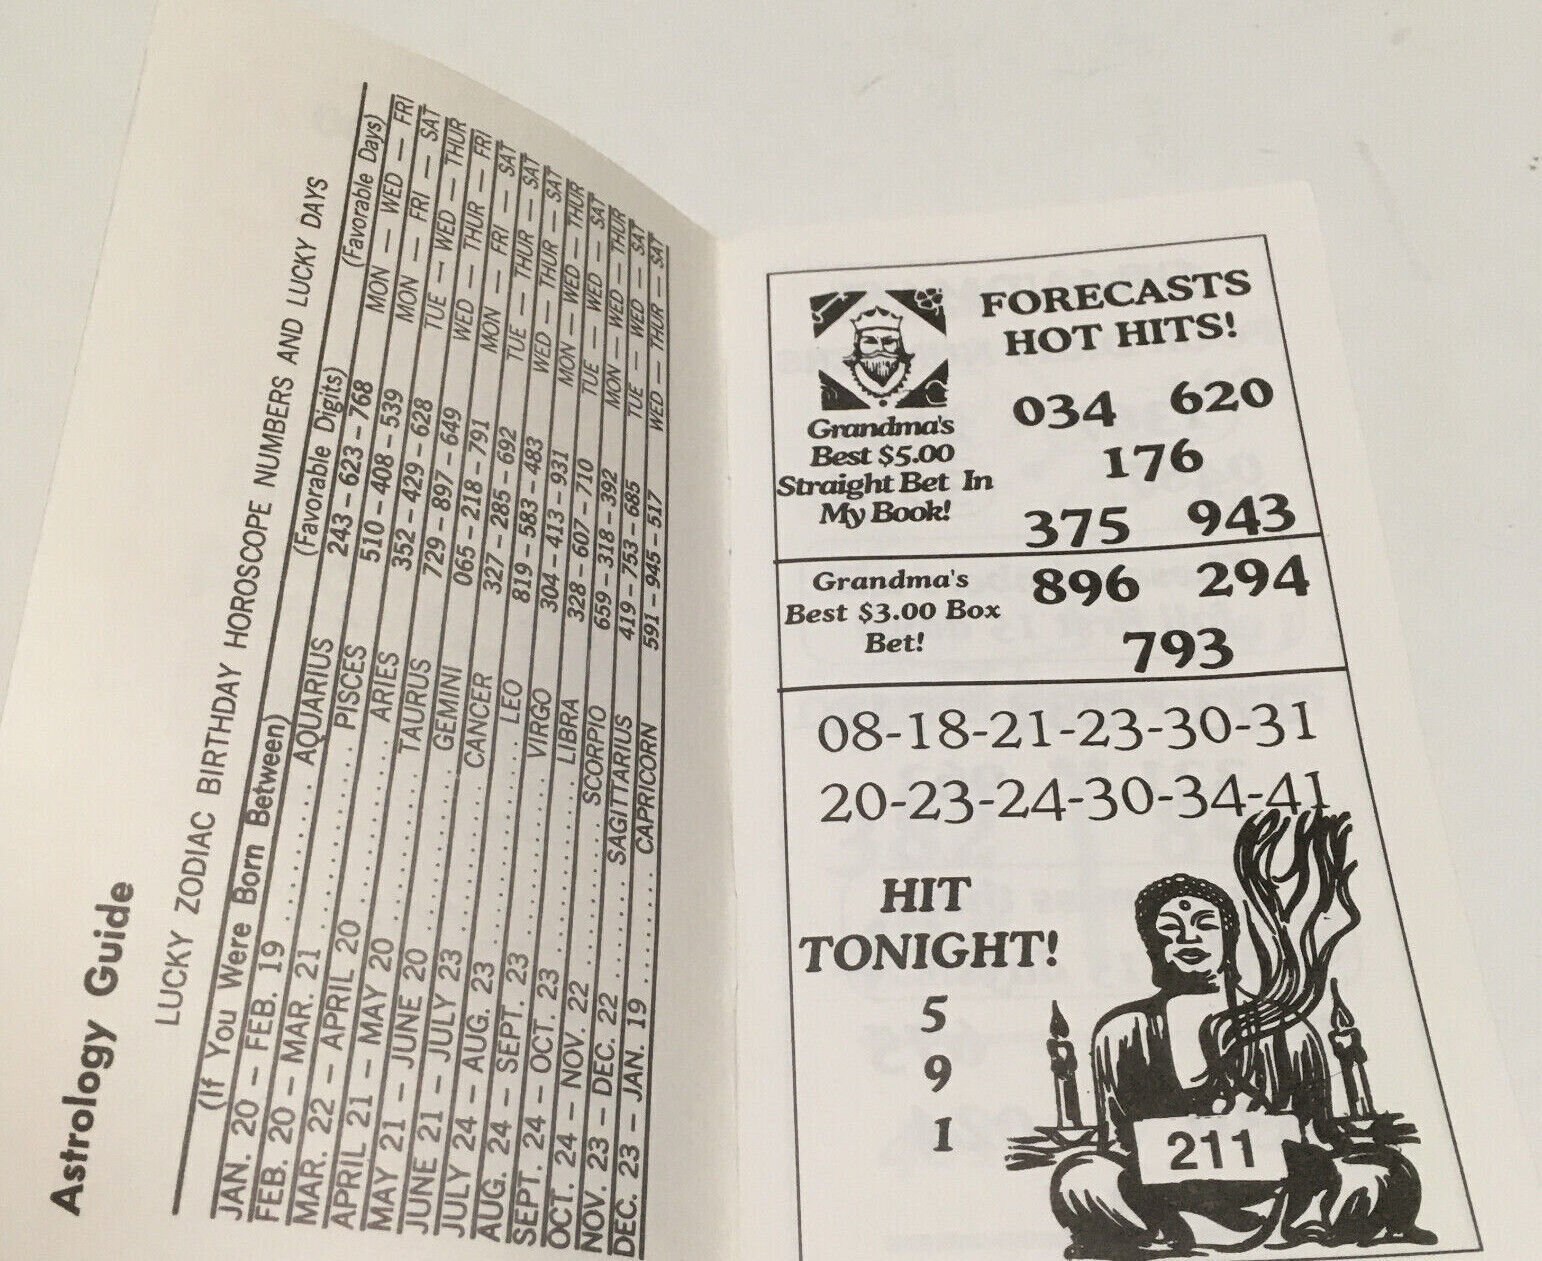 Astrology Guide
LUCKY ZODIAC BIRTHDAY HOROSCOPE NUMBERS AND LUCKY DAYS
(If You Were Born Between) (Favorable Digits) (Favorable Days)
JAN. 20 – FEB. 19 . . . . . . . . . . AQUARIUS 243 – 623 – 768 MON — WED — FRI
FEB. 20 – MAR. 21 . . . . . . . . . . PISCES 510 – 408 – 539 MON — FRI — SAT
MAR. 22 – APRIL 20 . . . . . . . . . . ARIES 352 – 429 – 628 TUE — WED — THUR
APRIL 21 – MAY 20 . . . . . . . . . . TAURUS 729 – 897 – 649 WED — THUR — FRI
MAY 21 – JUNE 20 . . . . . . . . . . GEMINI 065 – 218 – 791 MON — FRI — SAT
JUNE 21 – JULY 23 . . . . . . . . . . CANCER 327 – 285 – 692 TUE — THUR — SAT
JULY 24 – AUG. 23 . . . . . . . . . . LEO 819 – 583 – 483 WED — THUR — SAT
AUG. 24 – SEPT. 23 . . . . . . . . . . VIRGO 304 – 413 – 931 MON — WED — THUR
SEPT. 24 – OCT. 23 . . . . . . . . . . LIBRA 328 – 607 – 710 TUE — WED — SAT
OCT. 24 – NOV. 22 . . . . . . . . . . SCORPIO 659 – 318 – 392 MON — WED — THUR
NOV. 23 – DEC. 22 . . . . . . . . . . SAGITTARIUS 419 – 753 – 685 TUE — WED — SAT
DEC. 23 – JAN. 19 . . . . . . . . . . CAPRICORN 591 – 945 – 517 WED — THUR — SAT
FORECASTS
HOT HITS!
Grandma's
Best $5.00
Straight Bet In
My Book!
034 620
176
375 943
Grandma's
Best $3.00 Box
Bet!
896 294
793
08-18-21-23-30-31
20-23-24-30-34-41
HIT
TONIGHT!
5
9
1
211